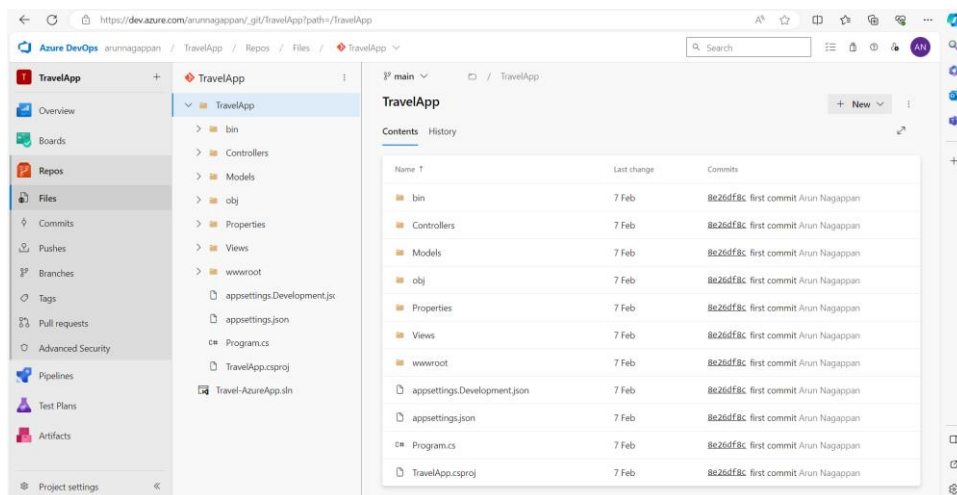 https://dev.azure.com/arunnagappan/_git/TravelApp?path=/TravelApp
Azure DevOps arunnagappan / TravelApp / Repos / Files / TravelApp
Search
AN
T TravelApp
Overview
Boards
Repos
Files
Commits
Pushes
Branches
Tags
Pull requests
Advanced Security
Pipelines
Test Plans
Artifacts
Project settings
TravelApp
TravelApp
bin
Controllers
Models
obj
Properties
Views
wwwroot
appsettings.Development.jsc
appsettings.json
C# Program.cs
TravelApp.csproj
Travel-AzureApp.sln
main / TravelApp
TravelApp
+ New
Contents History
Name ↑ Last change Commits
bin 7 Feb 8e26df8c first commit Arun Nagappan
Controllers 7 Feb 8e26df8c first commit Arun Nagappan
Models 7 Feb 8e26df8c first commit Arun Nagappan
obj 7 Feb 8e26df8c first commit Arun Nagappan
Properties 7 Feb 8e26df8c first commit Arun Nagappan
Views 7 Feb 8e26df8c first commit Arun Nagappan
wwwroot 7 Feb 8e26df8c first commit Arun Nagappan
appsettings.Development.json 7 Feb 8e26df8c first commit Arun Nagappan
appsettings.json 7 Feb 8e26df8c first commit Arun Nagappan
C# Program.cs 7 Feb 8e26df8c first commit Arun Nagappan
TravelApp.csproj 7 Feb 8e26df8c first commit Arun Nagappan